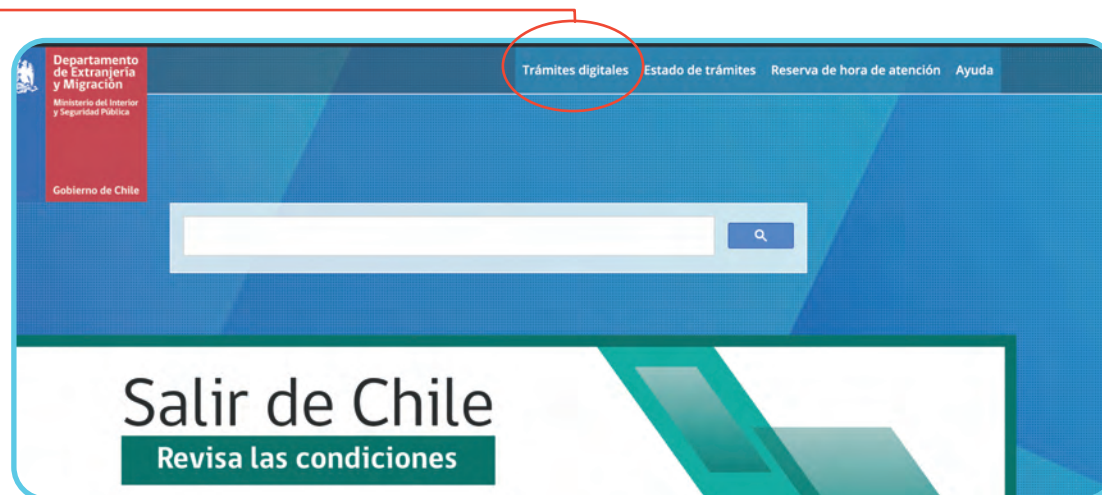 Departamento
de Extranjería
y Migración
Ministerio del Interior
y Seguridad Pública
Gobierno de Chile
Trámites digitales Estado de trámites Reserva de hora de atención Ayuda
Salir de Chile
Revisa las condiciones